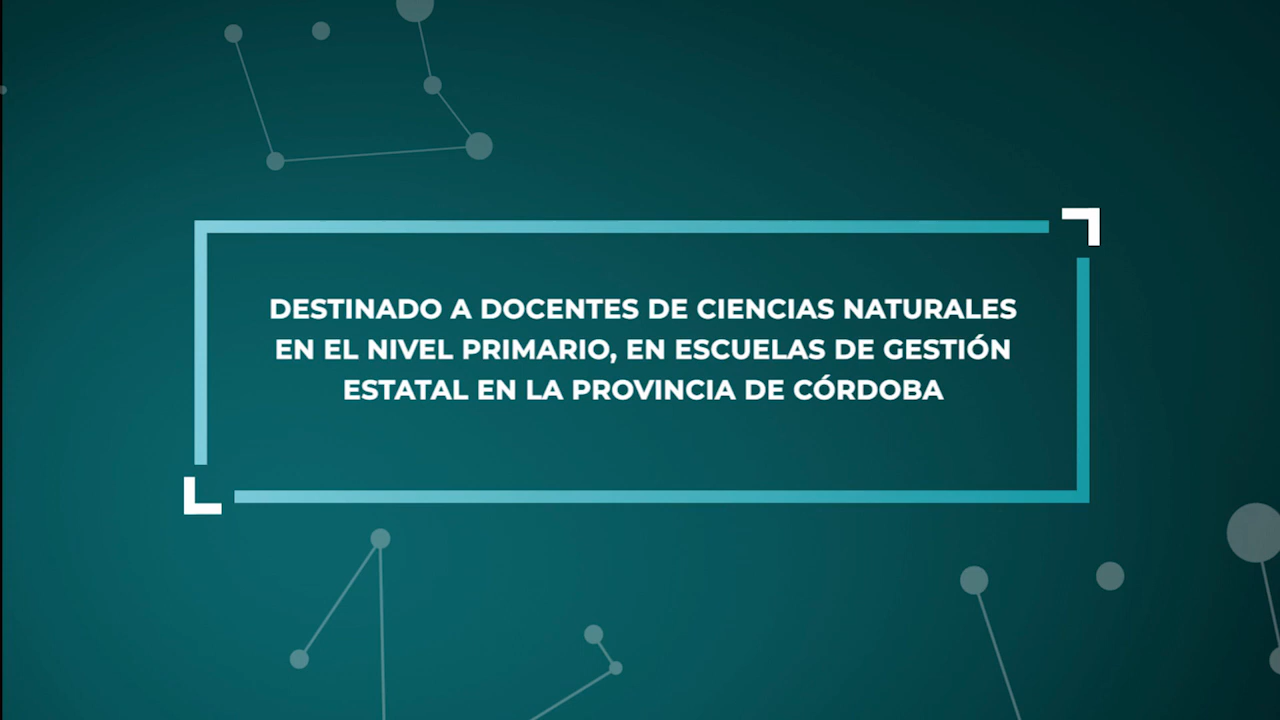 DESTINADO A DOCENTES DE CIENCIAS NATURALES
EN EL NIVEL PRIMARIO, EN ESCUELAS DE GESTIÓN
ESTATAL EN LA PROVINCIA DE CÓRDOBA